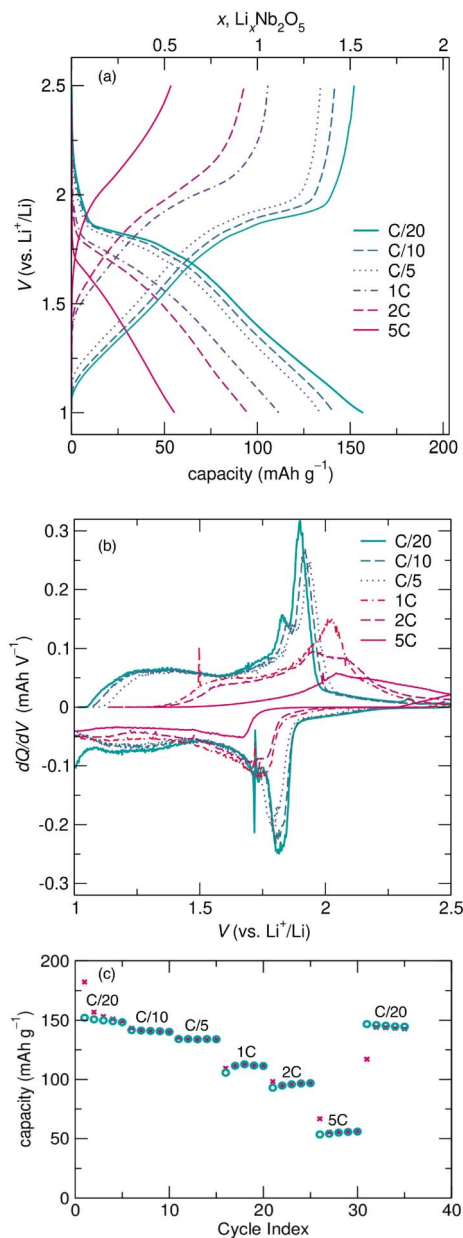 x, LixNb2O5
0 0.5 1 1.5 2
(a)
2.5
2
1.5
1
V (vs. Li+/Li)
C/20
C/10
C/5
1C
2C
5C
0 50 100 150 200
capacity (mAh g−1)
(b)
0.3
0.2
0.1
0
-0.1
-0.2
-0.3
dQ/dV (mAh V−1)
C/20
C/10
C/5
1C
2C
5C
1 1.5 2 2.5
V (vs. Li+/Li)
(c)
200
150
100
50
0
capacity (mAh g−1)
C/20
C/10
C/5
1C
2C
5C
C/20
0 10 20 30 40
Cycle Index